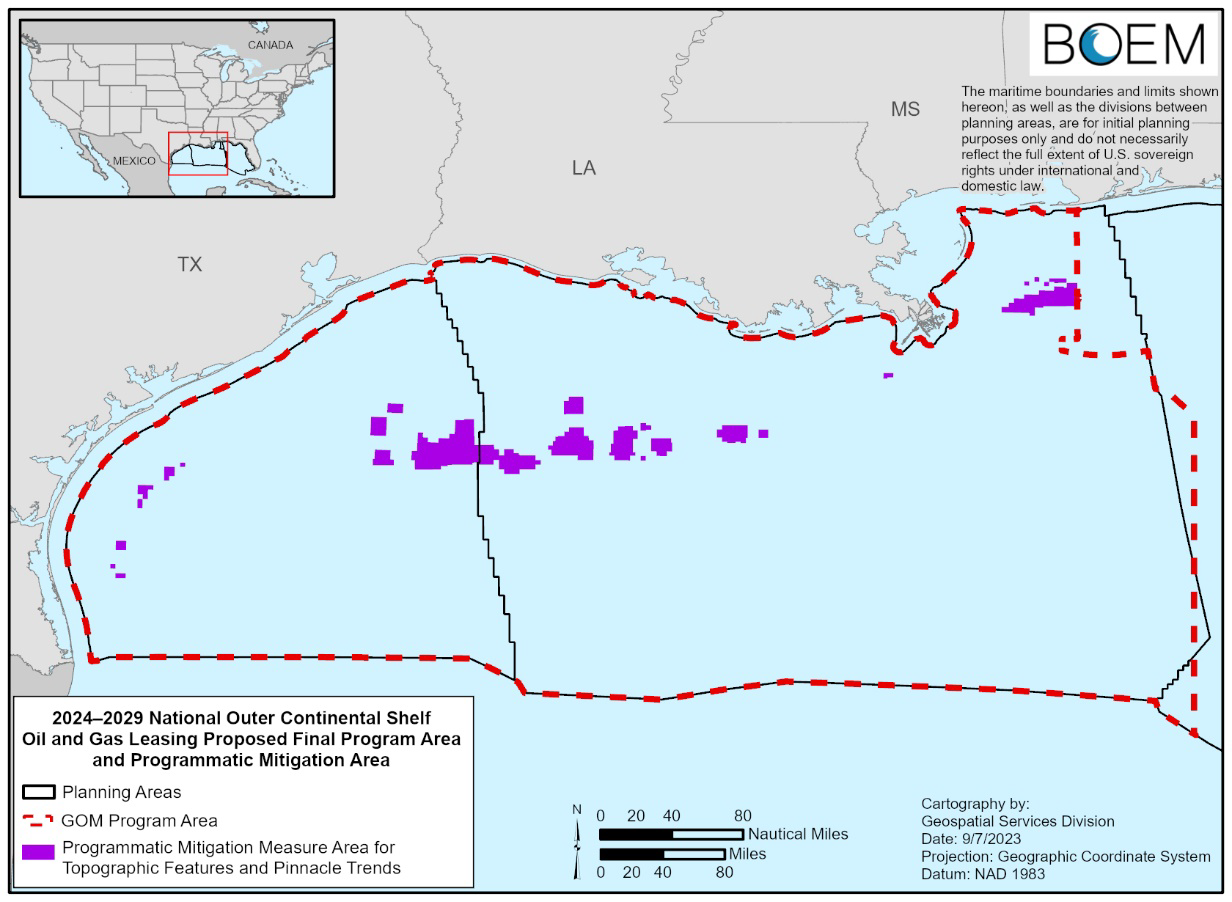 CANADA
MEXICO
BOEM
The maritime boundaries and limits shown
hereon, as well as the divisions between
planning areas, are for initial planning
purposes only and do not necessarily
reflect the full extent of U.S. sovereign
rights under international and
domestic law.
MS
LA
TX
2024–2029 National Outer Continental Shelf
Oil and Gas Leasing Proposed Final Program Area
and Programmatic Mitigation Area
Planning Areas
GOM Program Area
Programmatic Mitigation Measure Area for
Topographic Features and Pinnacle Trends
N
0 20 40 80
Nautical Miles
Miles
0 20 40 80
Cartography by:
Geospatial Services Division
Date: 9/7/2023
Projection: Geographic Coordinate System
Datum: NAD 1983